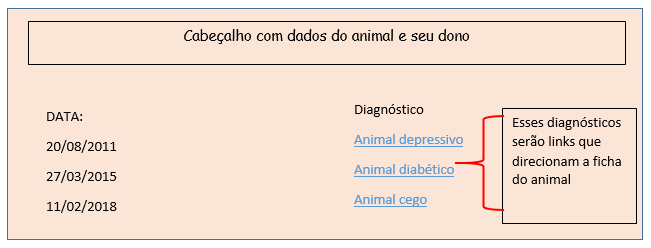 Cabeçalho com dados do animal e seu dono
DATA:
20/08/2011
27/03/2015
11/02/2018
Diagnóstico
Animal depressivo
Animal diabético
Animal cego
Esses diagnósticos
serão links que
direcionam a ficha
do animal